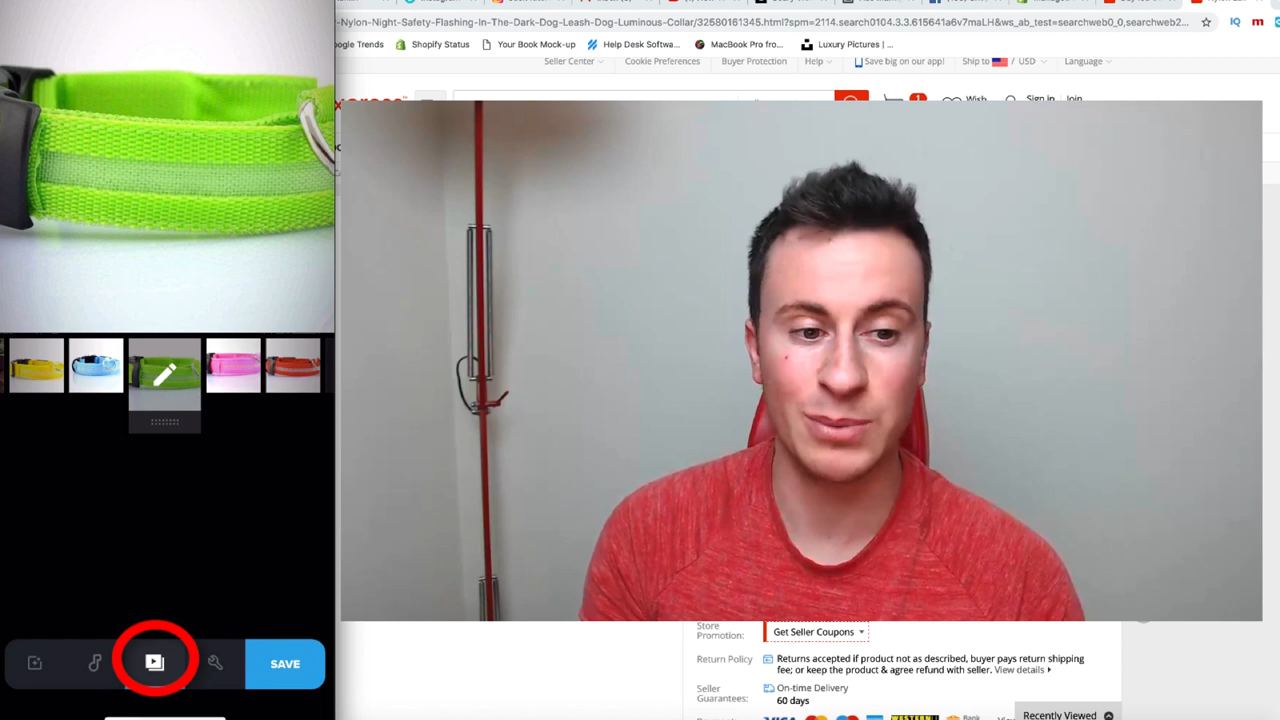 -Nylon-Night-Safety-Flashing-In-The-Dark-Dog-Leash-Dog-Luminous-Collar/32580161345.html?spm=2114.search0104.3.3.615641a6v7maLH&ws_ab_test=searchweb0_0,searchweb2...
ogle Trends Shopify Status Your Book Mock-up Help Desk Softwa... MacBook Pro fro... Luxury Pictures | ...
Seller Center Cookie Preferences Buyer Protection Help Save big on our app! Ship to / USD Language
1 Wish Sign in Join
SAVE
Store Promotion: Get Seller Coupons
Return Policy Returns accepted if product not as described, buyer pays return shipping
fee; or keep the product & agree refund with seller. View details
Seller Guarantees: On-time Delivery
60 days
VISA WESTERN Bank
Recently Viewed